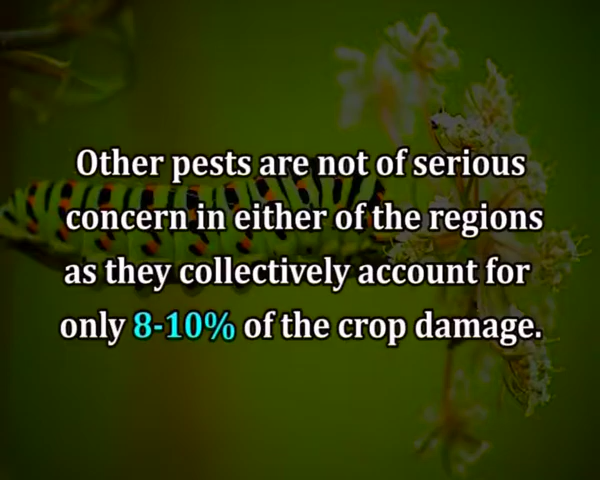 Other pests are not of serious
concern in either of the regions
as they collectively account for
only 8-10% of the crop damage.